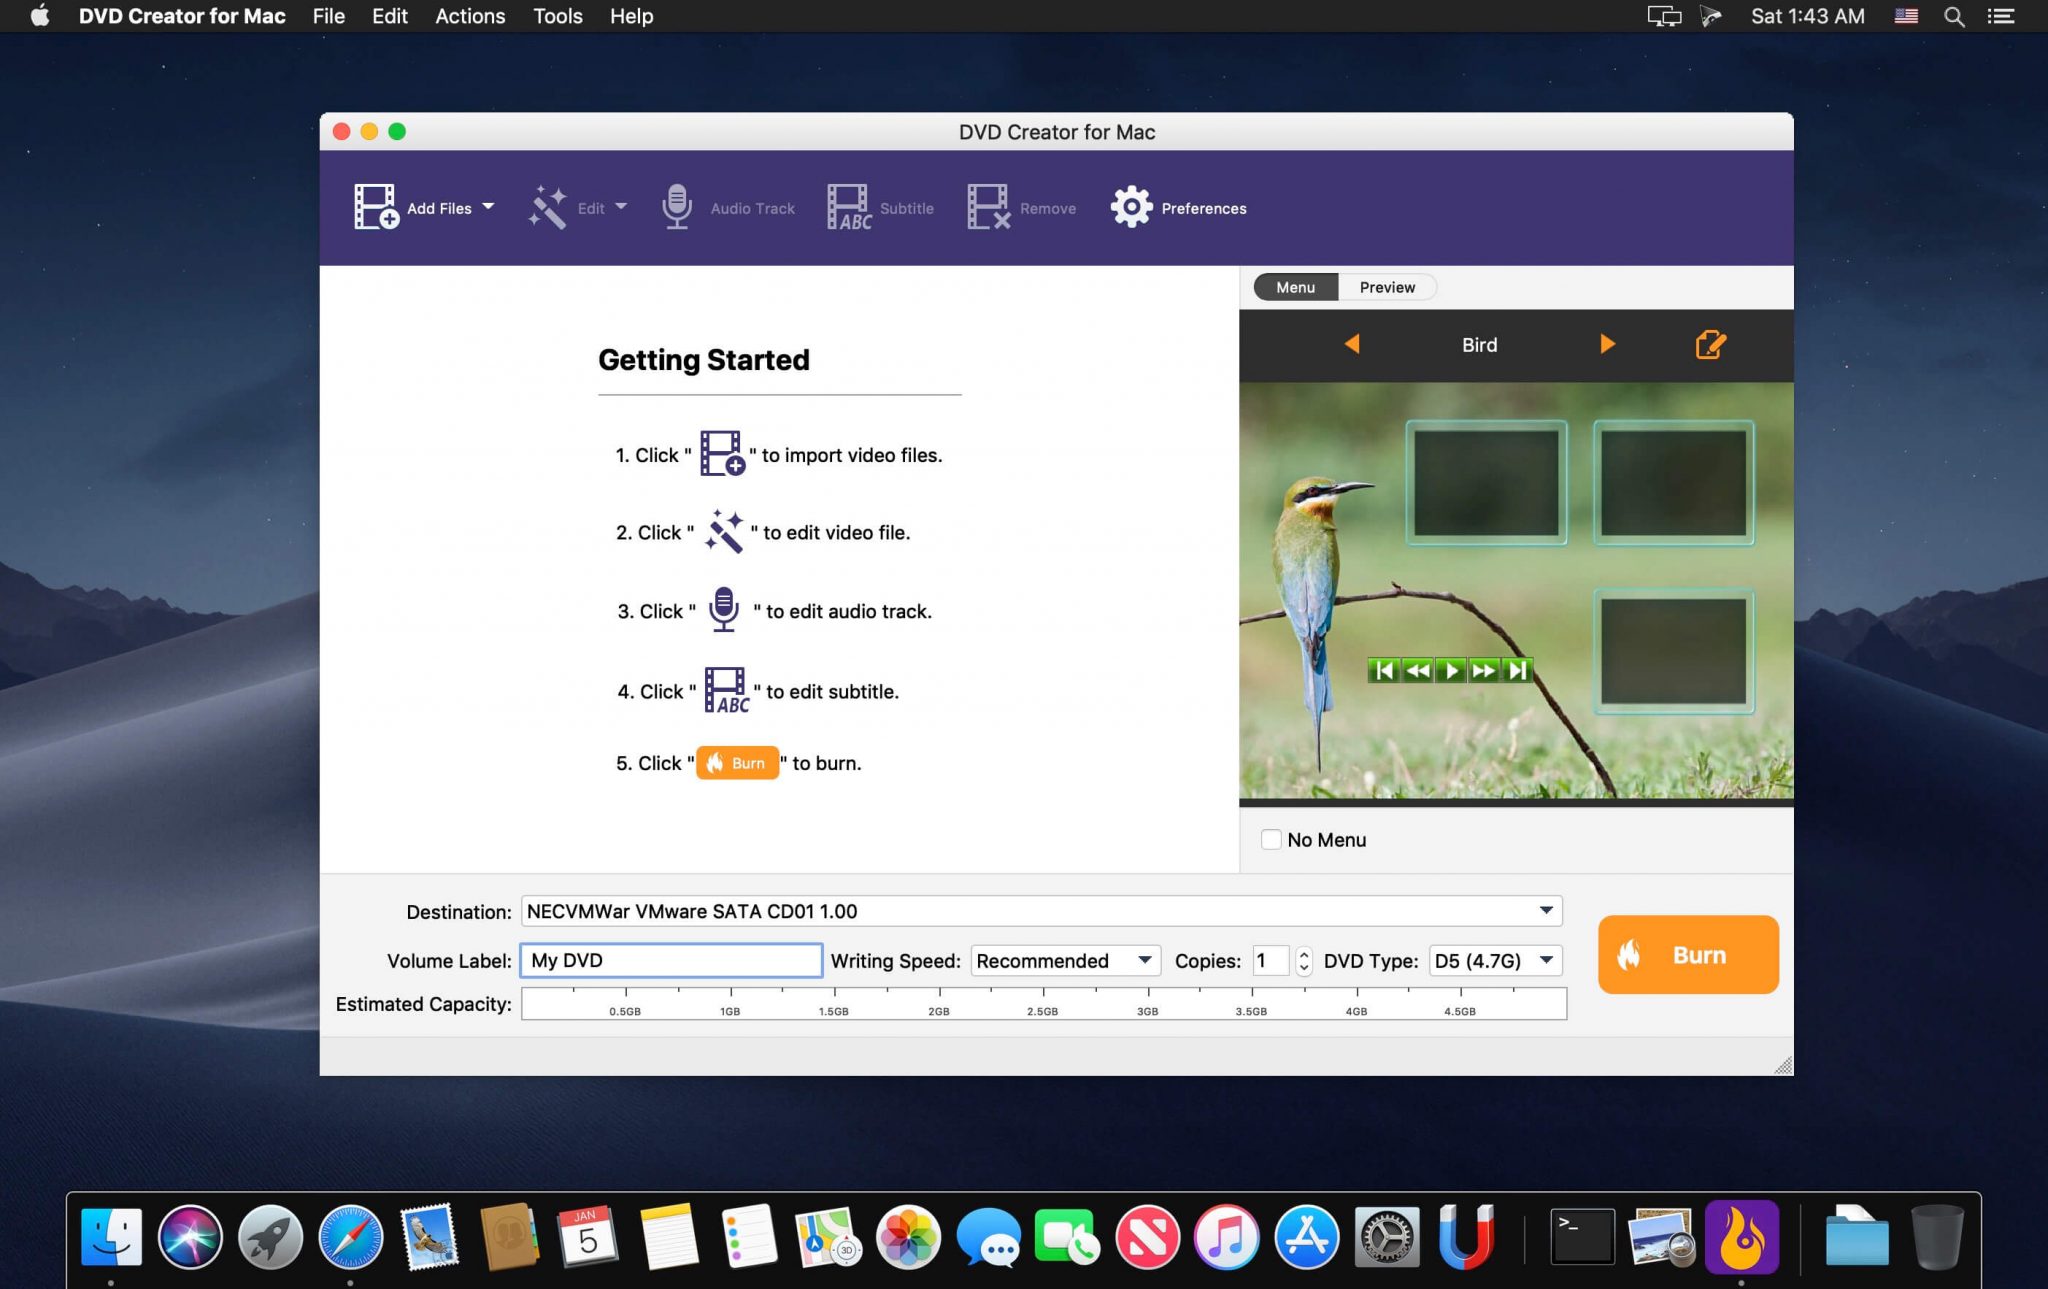 DVD Creator for Mac File Edit Actions Tools Help Sat 1:43 AM
DVD Creator for Mac
Add Files Edit Audio Track ABC Subtitle Remove Preferences
Menu Preview
Bird
Getting Started
1. Click " " to import video files.
2. Click " " to edit video file.
3. Click " " to edit audio track.
4. Click " ABC " to edit subtitle.
5. Click " Burn " to burn.
No Menu
Destination: NECVMWar VMware SATA CD01 1.00
Volume Label: My DVD Writing Speed: Recommended Copies: 1 DVD Type: D5 (4.7G)
Burn
Estimated Capacity: 0.5GB 1GB 1.5GB 2GB 2.5GB 3GB 3.5GB 4GB 4.5GB
JAN
5
3D
>_